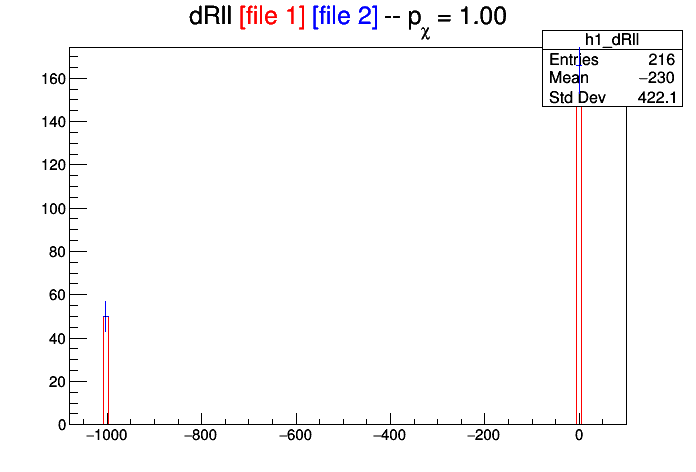 dRll [file 1] [file 2] -- pχ = 1.00
h1_dRll
Entries 216
Mean −230
Std Dev 422.1
160
140
120
100
80
60
40
20
0
−1000 −800 −600 −400 −200 0